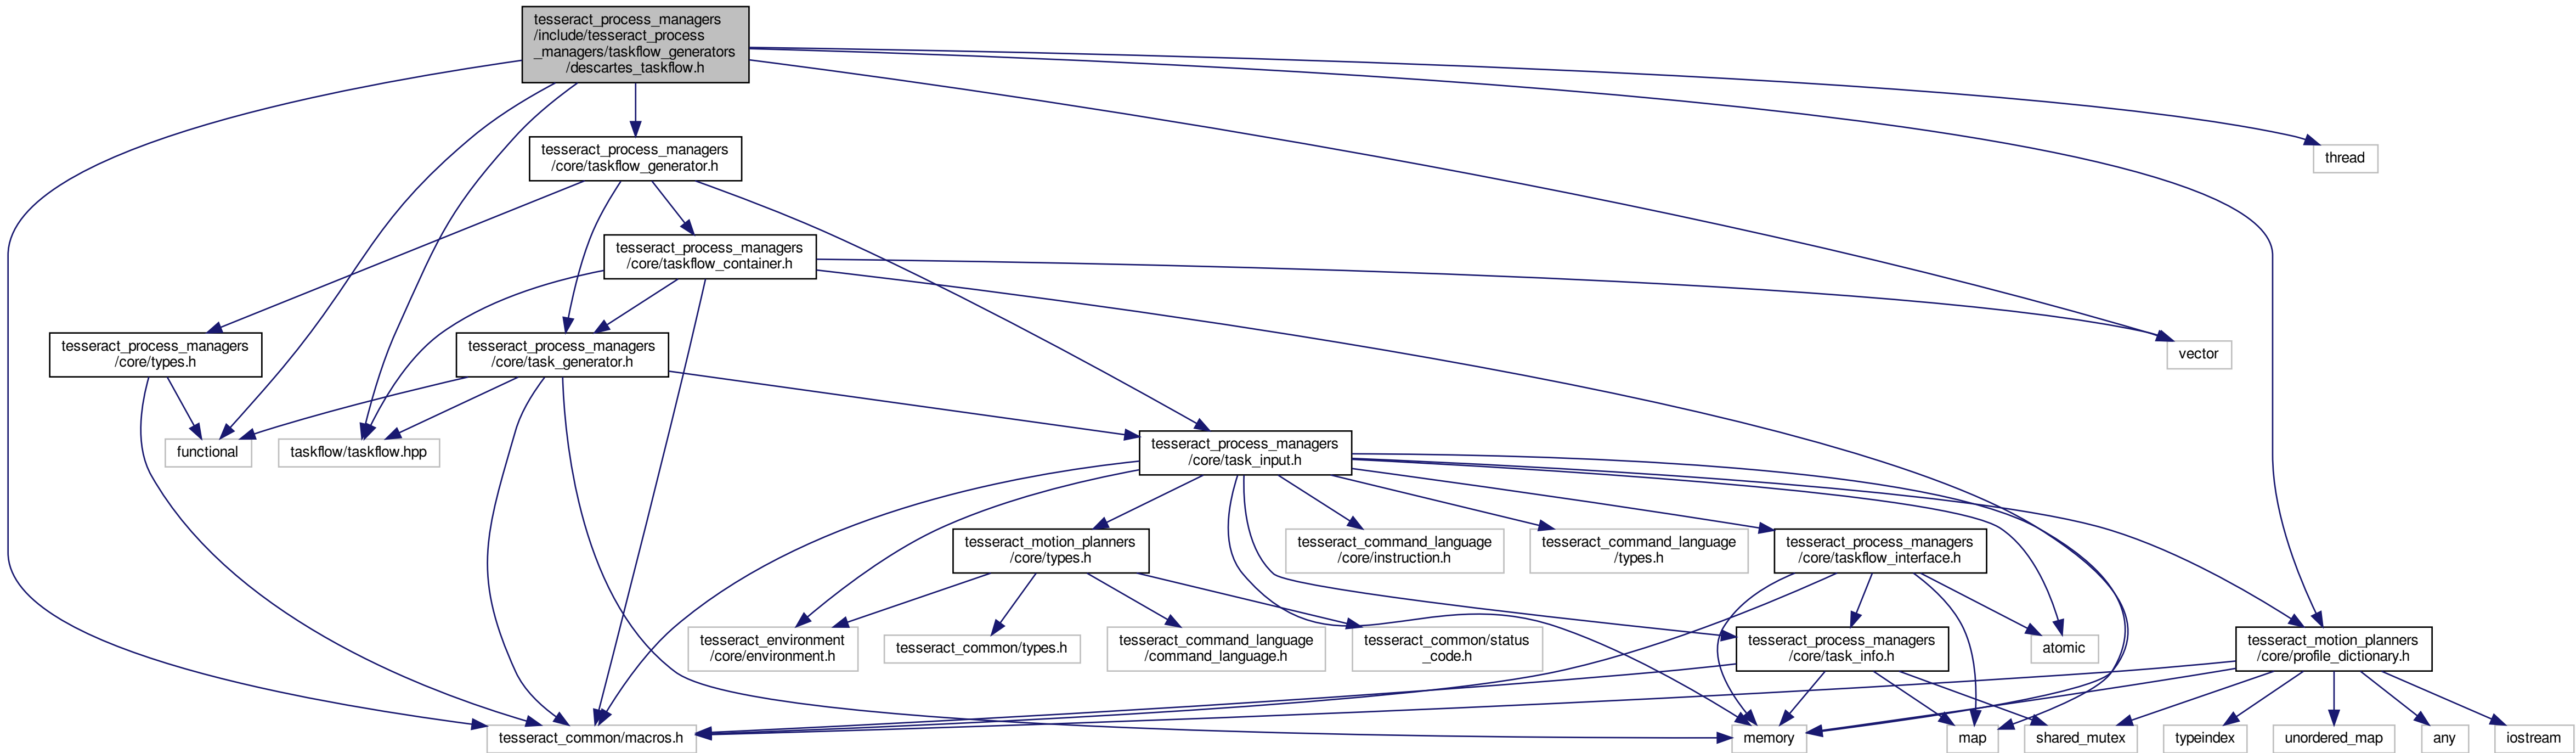 tesseract_process_managers
/include/tesseract_process
_managers/taskflow_generators
/descartes_taskflow.h
tesseract_process_managers
/core/taskflow_generator.h
thread
tesseract_process_managers
/core/taskflow_container.h
tesseract_process_managers
/core/types.h
tesseract_process_managers
/core/task_generator.h
vector
functional
taskflow/taskflow.hpp
tesseract_process_managers
/core/task_input.h
tesseract_motion_planners
/core/types.h
tesseract_command_language
/core/instruction.h
tesseract_command_language
/types.h
tesseract_process_managers
/core/taskflow_interface.h
tesseract_environment
/core/environment.h
tesseract_common/types.h
tesseract_command_language
/command_language.h
tesseract_common/status
_code.h
tesseract_process_managers
/core/task_info.h
atomic
tesseract_motion_planners
/core/profile_dictionary.h
tesseract_common/macros.h
memory
map
shared_mutex
typeindex
unordered_map
any
iostream